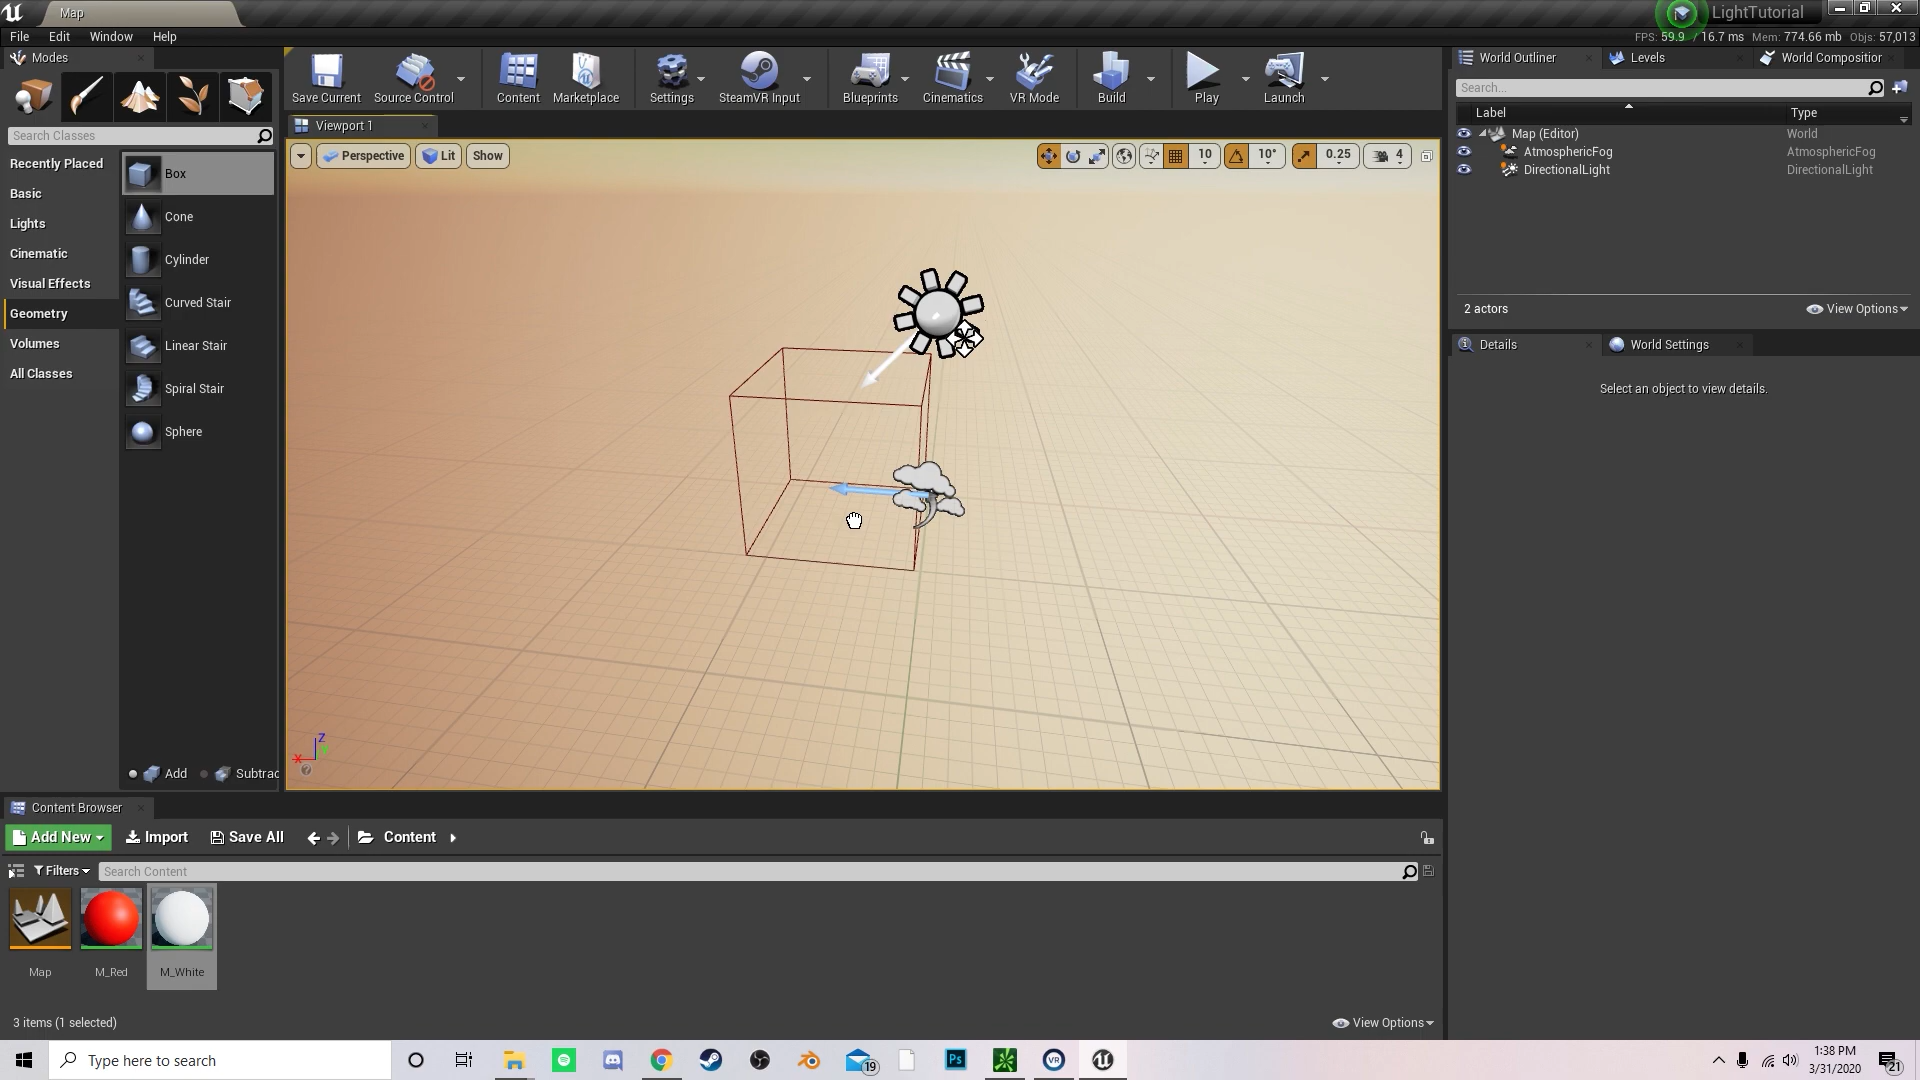 Map
LightTutorial
File Edit Window Help
FPS: 59.9 / 16.7 ms Mem: 774.66 mb Objs: 57,013
Modes
Search Classes
Recently Placed
Basic
Lights
Cinematic
Visual Effects
Geometry
Volumes
All Classes
Box
Cone
Cylinder
Curved Stair
Linear Stair
Spiral Stair
Sphere
Add Subtrac
Save Current Source Control Content Marketplace Settings SteamVR Input Blueprints Cinematics VR Mode Build Play Launch
Viewport 1
Perspective Lit Show 10 10° 0.25 4
Z
X
World Outliner Levels World Compositior
Search...
Label Type
Map (Editor) World
AtmosphericFog AtmosphericFog
DirectionalLight DirectionalLight
2 actors View Options
Details World Settings
Select an object to view details.
Content Browser
Add New Import Save All Content
Filters Search Content
Map M_Red M_White
3 items (1 selected) View Options
Type here to search
Ps
VR
19
1:38 PM
3/31/2020
21